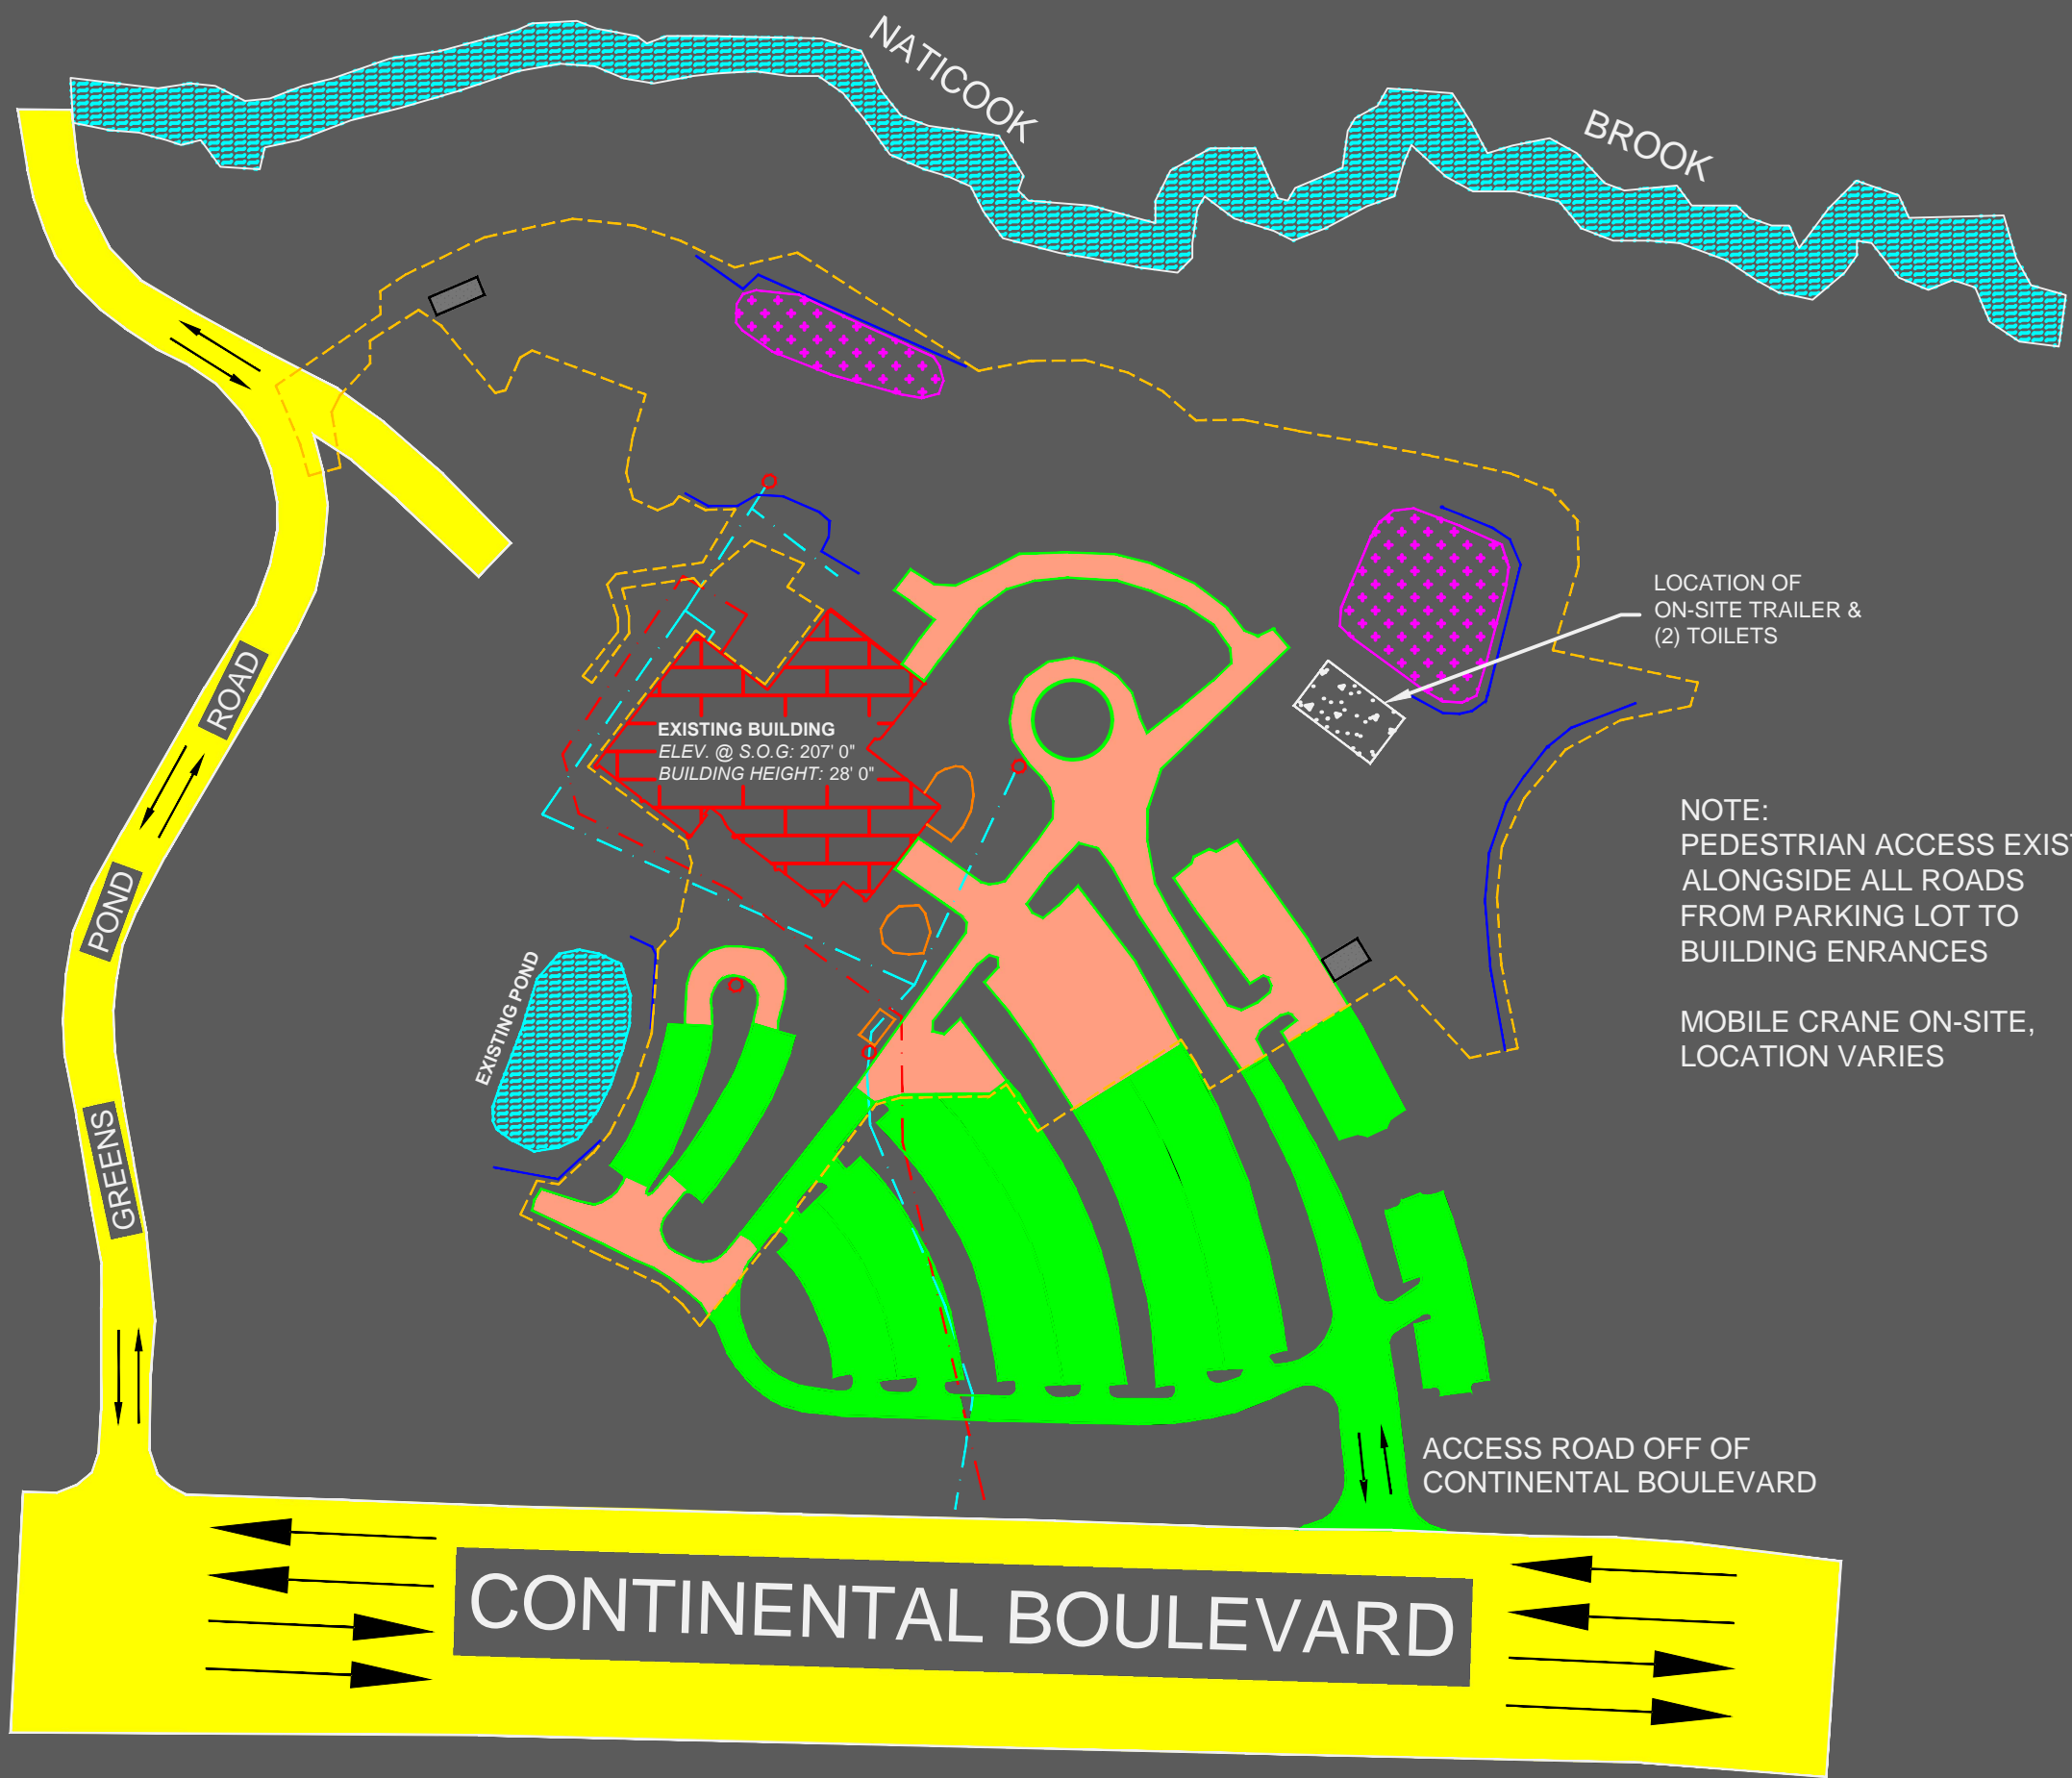 NATICOOK
BROOK
LOCATION OF
ON-SITE TRAILER &
(2) TOILETS
ROAD
EXISTING BUILDING
ELEV. @ S.O.G: 207' 0"
BUILDING HEIGHT: 28' 0"
NOTE:
PEDESTRIAN ACCESS EXIS
ALONGSIDE ALL ROADS
FROM PARKING LOT TO
BUILDING ENRANCES
POND
EXISTING POND
MOBILE CRANE ON-SITE,
LOCATION VARIES
GREENS
ACCESS ROAD OFF OF
CONTINENTAL BOULEVARD
CONTINENTAL BOULEVARD